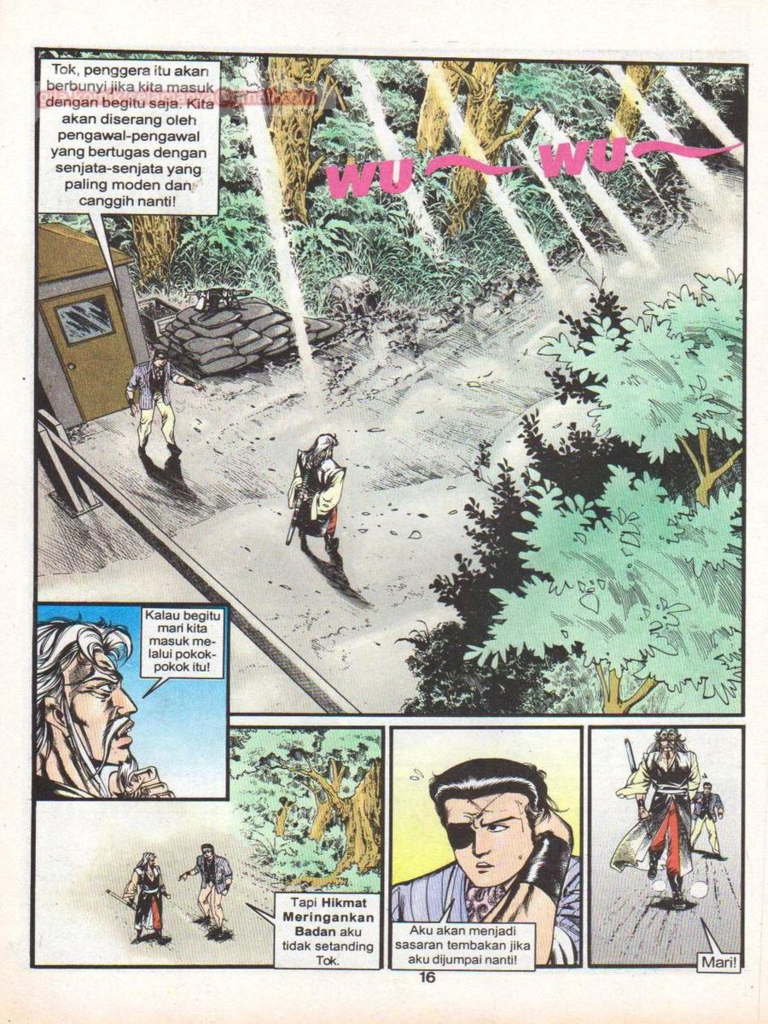 Tok, penggera itu akan
berbunyi jika kita masuk
dengan begitu saja. Kita
akan diserang oleh
pengawal-pengawal
yang bertugas dengan
senjata-senjata yang
paling moden dan
canggih nanti!
WU~ WU~
Kalau begitu
mari kita
masuk me-
lalui pokok-
pokok itu!
Tapi Hikmat
Meringankan
Badan aku
tidak setanding
Tok.
Aku akan menjadi
sasaran tembakan jika
aku dijumpai nanti!
Mari!
16